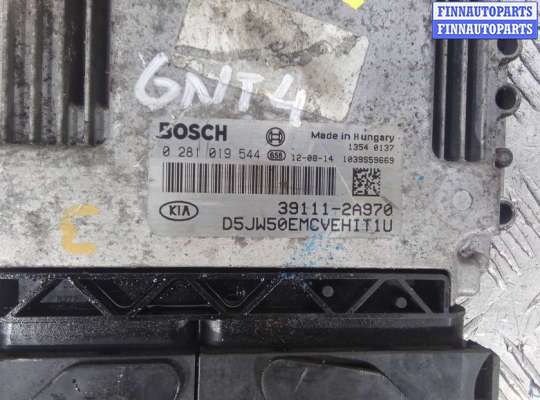 FINNAUTOPARTS
FINNAUTOPARTS
GNT4
BOSCH
Made in Hungary
1354 0137
0 281 019 544 658 12-08-14 1039S59669
39111-2A970
KIA
D5JW50EMCVEHIT1U